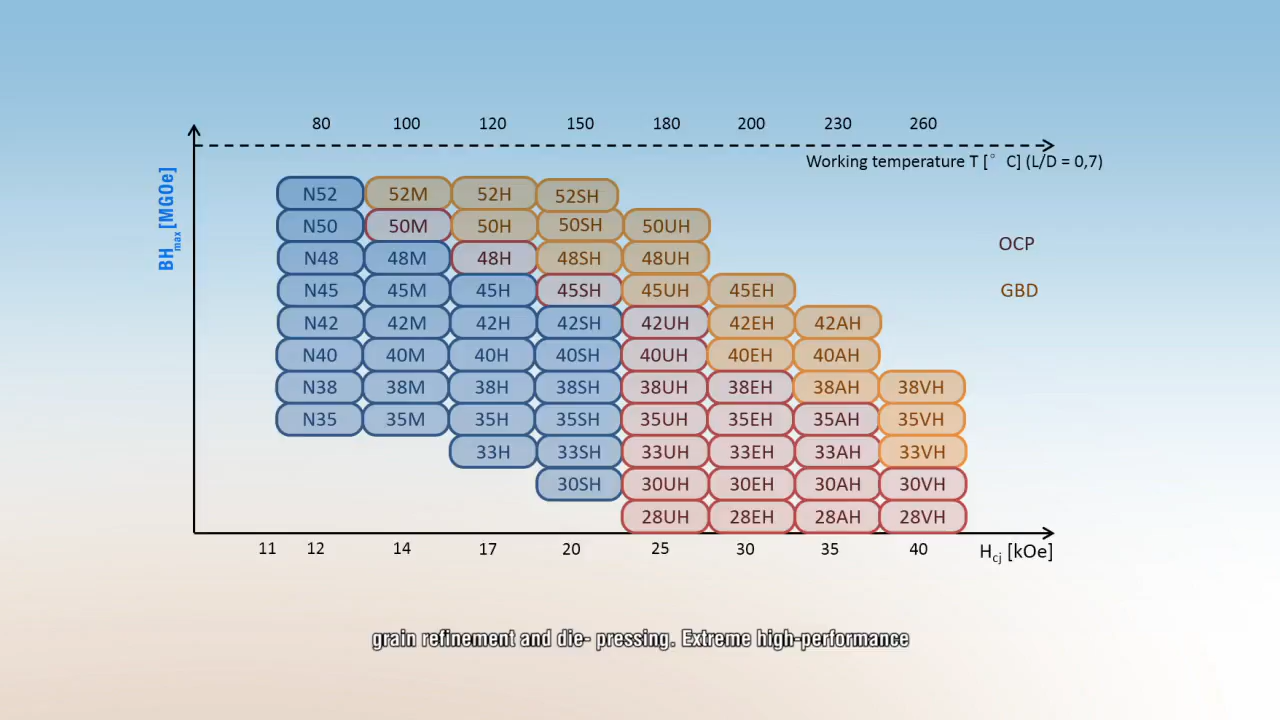 80 100 120 150 180 200 230 260
Working temperature T [° C] (L/D = 0,7)
BHmax [MGOe]
N52 52M 52H 52SH
N50 50M 50H 50SH 50UH
OCP
N48 48M 48H 48SH 48UH
N45 45M 45H 45SH 45UH 45EH
GBD
N42 42M 42H 42SH 42UH 42EH 42AH
N40 40M 40H 40SH 40UH 40EH 40AH
N38 38M 38H 38SH 38UH 38EH 38AH 38VH
N35 35M 35H 35SH 35UH 35EH 35AH 35VH
33H 33SH 33UH 33EH 33AH 33VH
30SH 30UH 30EH 30AH 30VH
28UH 28EH 28AH 28VH
11 12 14 17 20 25 30 35 40 Hcj [kOe]
grain refinement and die- pressing. Extreme high-performance